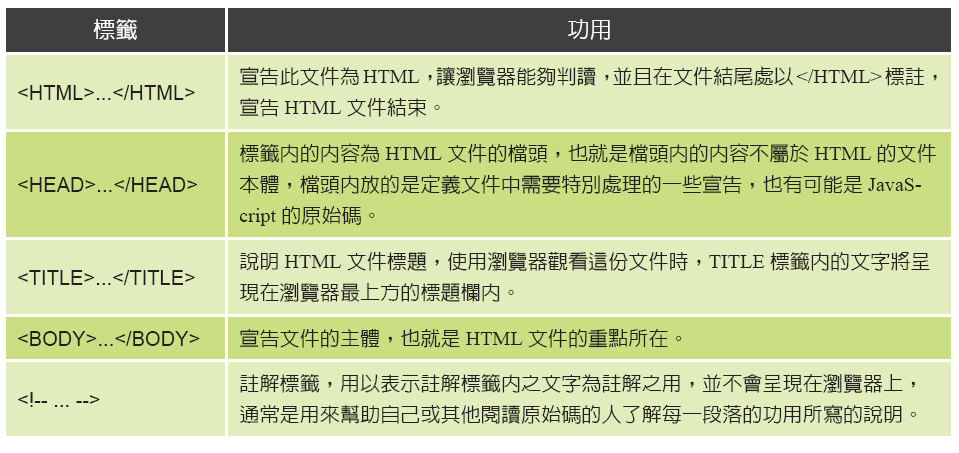 標籤 功用
<HTML>...</HTML>
宣告此文件為 HTML，讓瀏覽器能夠判讀，並且在文件結尾處以 </HTML> 標註，
宣告 HTML 文件結束。
<HEAD>...</HEAD>
標籤內的內容為 HTML 文件的檔頭，也就是檔頭內的內容不屬於 HTML 的文件
本體，檔頭內放的是定義文件中需要特別處理的一些宣告，也有可能是 JavaS-
cript 的原始碼。
<TITLE>...</TITLE>
說明 HTML 文件標題，使用瀏覽器觀看這份文件時，TITLE 標籤內的文字將呈
現在瀏覽器最上方的標題欄內。
<BODY>...</BODY>
宣告文件的主體，也就是 HTML 文件的重點所在。
<!-- ... -->
註解標籤，用以表示註解標籤內之文字為註解之用，並不會呈現在瀏覽器上，
通常是用來幫助自己或其他閱讀原始碼的人了解每一段落的功用所寫的說明。